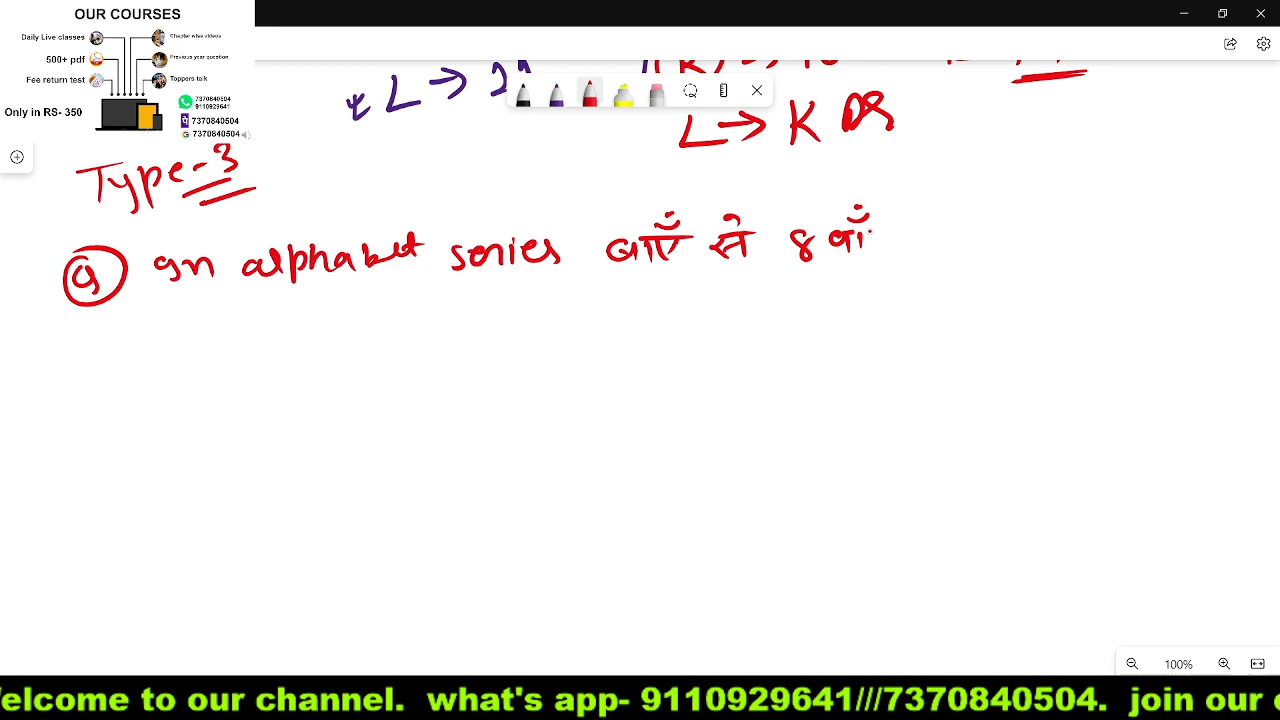 OUR COURSES
Daily Live classes
Chapter wise videos
500+ pdf
Previous year question
Fee return test
Toppers talk
Only in RS- 350
7370840504
9110929641
7370840504
7370840504
L → K
Type-3
Q In alphabet series बाएँ से 8 वाँ
100%
elcome to our channel. what's app- 9110929641///7370840504. join our